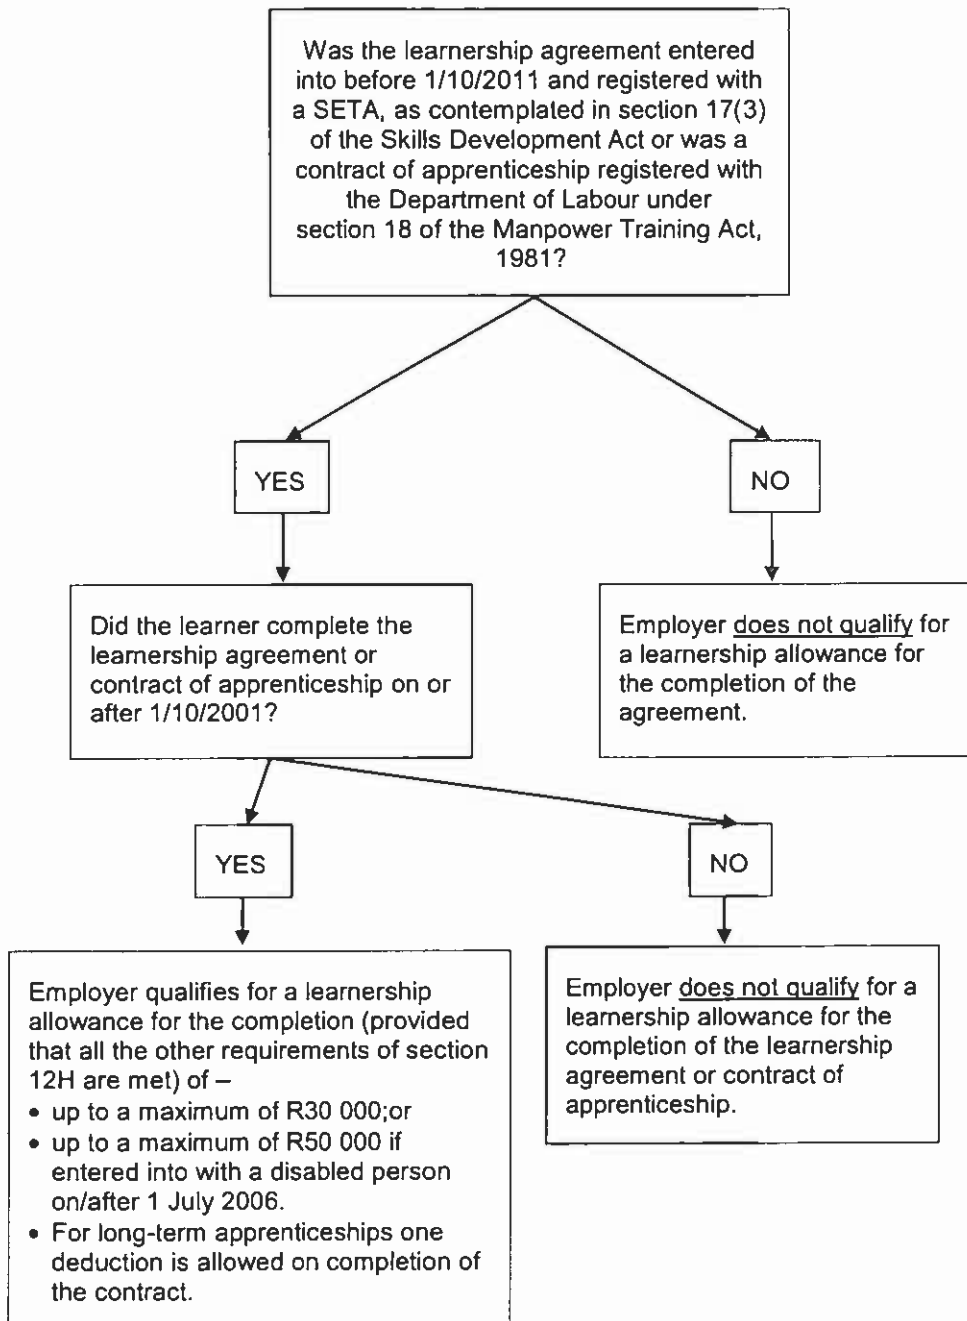 Was the learnership agreement entered
into before 1/10/2011 and registered with
a SETA, as contemplated in section 17(3)
of the Skills Development Act or was a
contract of apprenticeship registered with
the Department of Labour under
section 18 of the Manpower Training Act,
1981?
YES
NO
Did the learner complete the
learnership agreement or
contract of apprenticeship on or
after 1/10/2001?
Employer does not qualify for
a learnership allowance for
the completion of the
agreement.
YES
NO
Employer qualifies for a learnership
allowance for the completion (provided
that all the other requirements of section
12H are met) of –
• up to a maximum of R30 000;or
• up to a maximum of R50 000 if
entered into with a disabled person
on/after 1 July 2006.
• For long-term apprenticeships one
deduction is allowed on completion of
the contract.
Employer does not qualify for a
learnership allowance for the
completion of the learnership
agreement or contract of
apprenticeship.